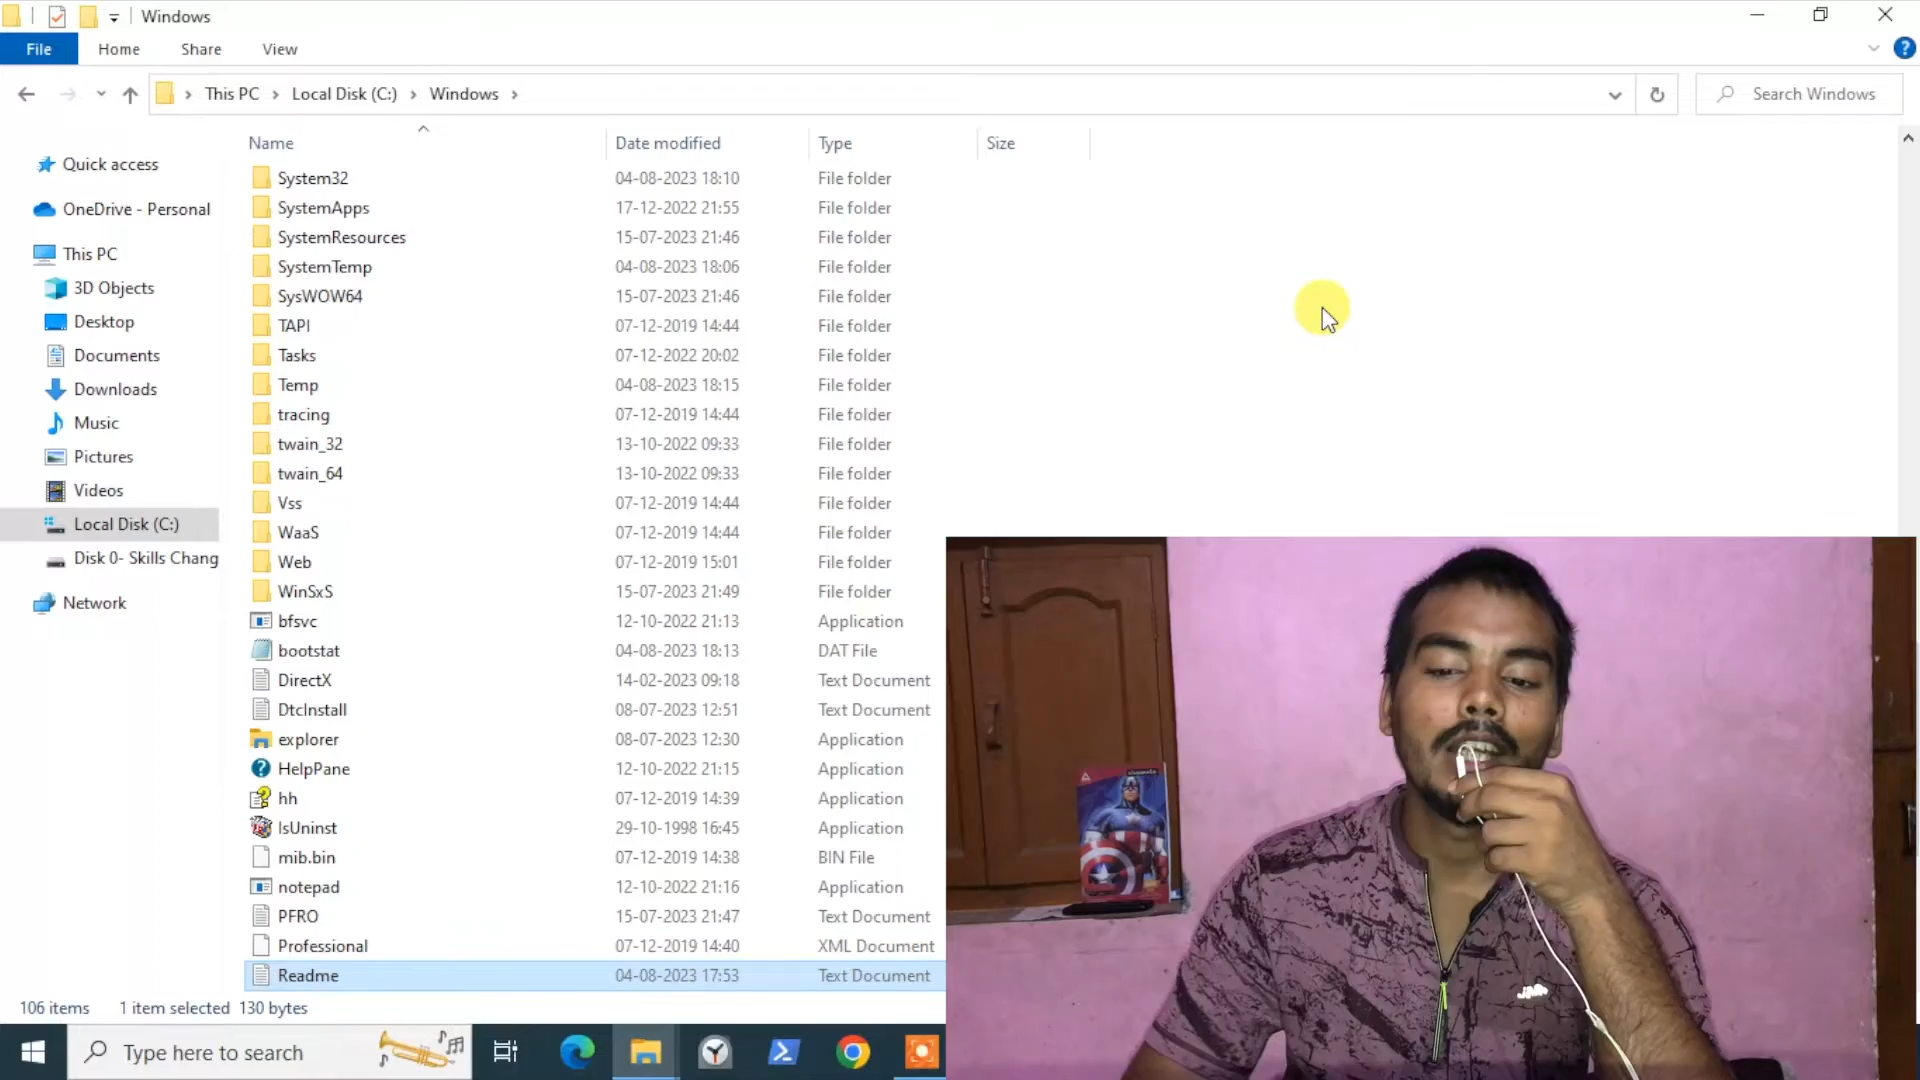 Windows
File Home Share View
This PC Local Disk (C:) Windows
Search Windows
Name Date modified Type Size
Quick access
OneDrive - Personal
This PC
3D Objects
Desktop
Documents
Downloads
Music
Pictures
Videos
Local Disk (C:)
Disk 0- Skills Chang
Network
System32 04-08-2023 18:10 File folder
SystemApps 17-12-2022 21:55 File folder
SystemResources 15-07-2023 21:46 File folder
SystemTemp 04-08-2023 18:06 File folder
SysWOW64 15-07-2023 21:46 File folder
TAPI 07-12-2019 14:44 File folder
Tasks 07-12-2022 20:02 File folder
Temp 04-08-2023 18:15 File folder
tracing 07-12-2019 14:44 File folder
twain_32 13-10-2022 09:33 File folder
twain_64 13-10-2022 09:33 File folder
Vss 07-12-2019 14:44 File folder
WaaS 07-12-2019 14:44 File folder
Web 07-12-2019 15:01 File folder
WinSxS 15-07-2023 21:49 File folder
bfsvc 12-10-2022 21:13 Application
bootstat 04-08-2023 18:13 DAT File
DirectX 14-02-2023 09:18 Text Document
DtcInstall 08-07-2023 12:51 Text Document
explorer 08-07-2023 12:30 Application
HelpPane 12-10-2022 21:15 Application
hh 07-12-2019 14:39 Application
IsUninst 29-10-1998 16:45 Application
mib.bin 07-12-2019 14:38 BIN File
notepad 12-10-2022 21:16 Application
PFRO 15-07-2023 21:47 Text Document
Professional 07-12-2019 14:40 XML Document
Readme 04-08-2023 17:53 Text Document
106 items 1 item selected 130 bytes
Type here to search